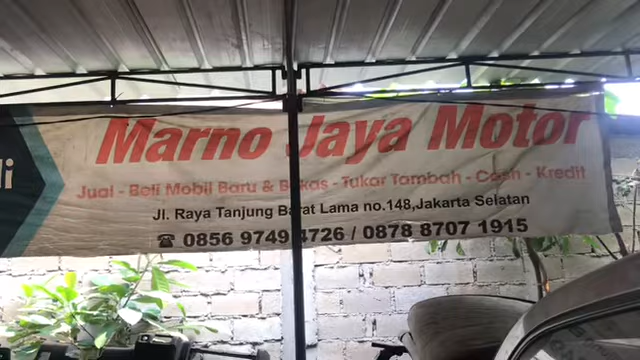 Marno Jaya Motor
Jual - Beli Mobil Baru & Bekas - Tukar Tambah - Cash - Kredit
Jl. Raya Tanjung Barat Lama no.148,Jakarta Selatan
☎ 0856 9749 4726 / 0878 8707 1915